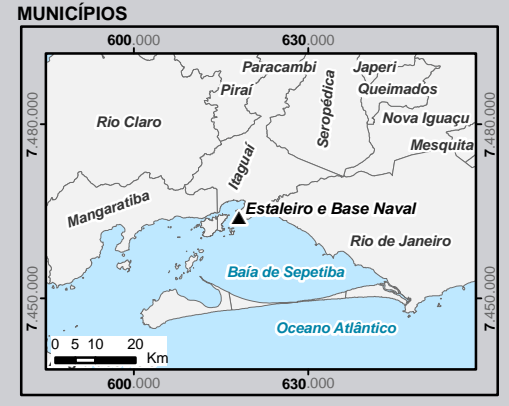 MUNICÍPIOS
600.000
630.000
Paracambi
Japeri
Piraí
Seropédica
Queimados
7.480.000
7.480.000
Rio Claro
Nova Iguaçu
Mesquita
Itaguaí
Mangaratiba
Estaleiro e Base Naval
Rio de Janeiro
Baía de Sepetiba
7.450.000
7.450.000
Oceano Atlântico
0 5 10 20
Km
600.000
630.000